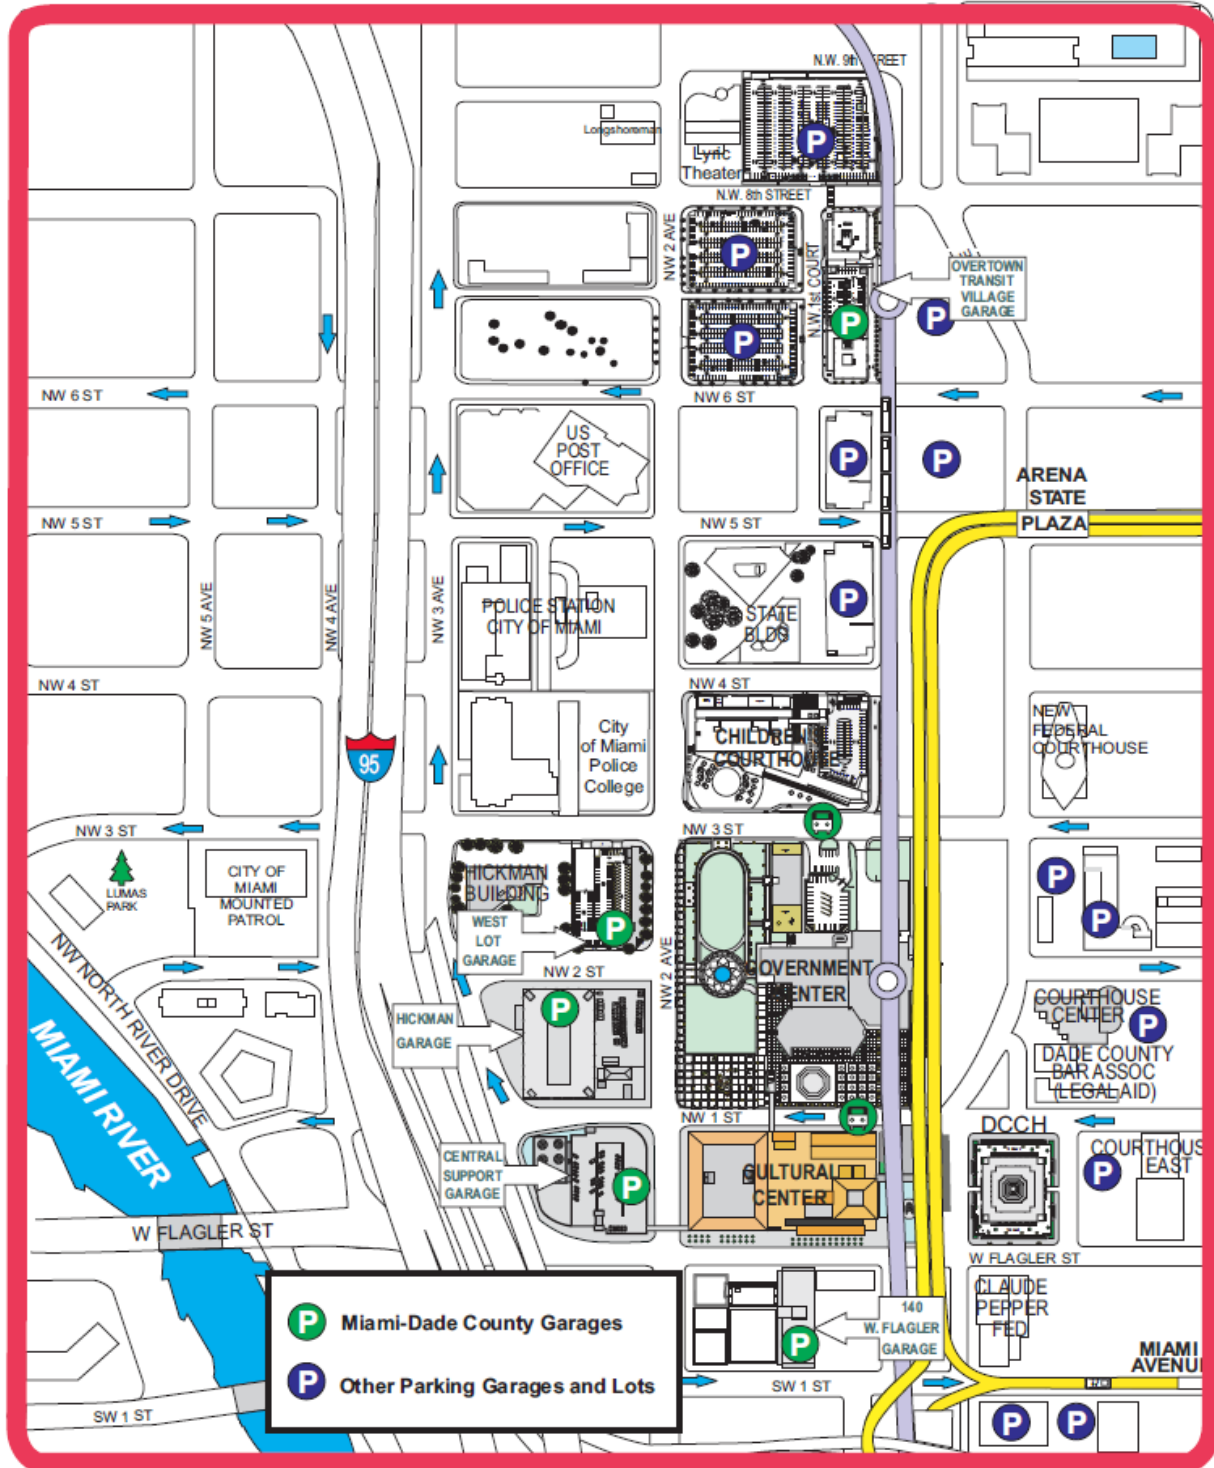 N.W. 9th STREET
Longshoreman
Lyric
Theater
P
N.W. 8th STREET
NW 2 AVE
P
N.W. 1st COURT
OVERTOWN
TRANSIT
VILLAGE
GARAGE
P
P
P
NW 6 ST
NW 6 ST
US
POST
OFFICE
P
P
ARENA
STATE
PLAZA
NW 5 ST
NW 5 ST
NW 5 AVE
NW 4 AVE
NW 3 AVE
POLICE STATION
CITY OF MIAMI
STATE
BLDG
P
NW 4 ST
NW 4 ST
95
City
of Miami
Police
College
CHILDREN
COURTHOUSE
NEW
FEDERAL
COURTHOUSE
NW 3 ST
NW 3 ST
LUMAS
PARK
CITY OF
MIAMI
MOUNTED
PATROL
HICKMAN
BUILDING
P
P
WEST
LOT
GARAGE
P
NW 2 ST
NW 2 AVE
GOVERNMENT
CENTER
NW NORTH RIVER DRIVE
MIAMI RIVER
HICKMAN
GARAGE
P
COURTHOUSE
CENTER
P
DADE COUNTY
BAR ASSOC
(LEGAL AID)
NW 1 ST
DCCH
COURTHOUS
EAST
P
CENTRAL
SUPPORT
GARAGE
P
CULTURAL
CENTER
W FLAGLER ST
W FLAGLER ST
CLAUDE
PEPPER
FED
140
W. FLAGLER
GARAGE
P
MIAMI
AVENU
SW 1 ST
SW 1 ST
P
P
P Miami-Dade County Garages
P Other Parking Garages and Lots